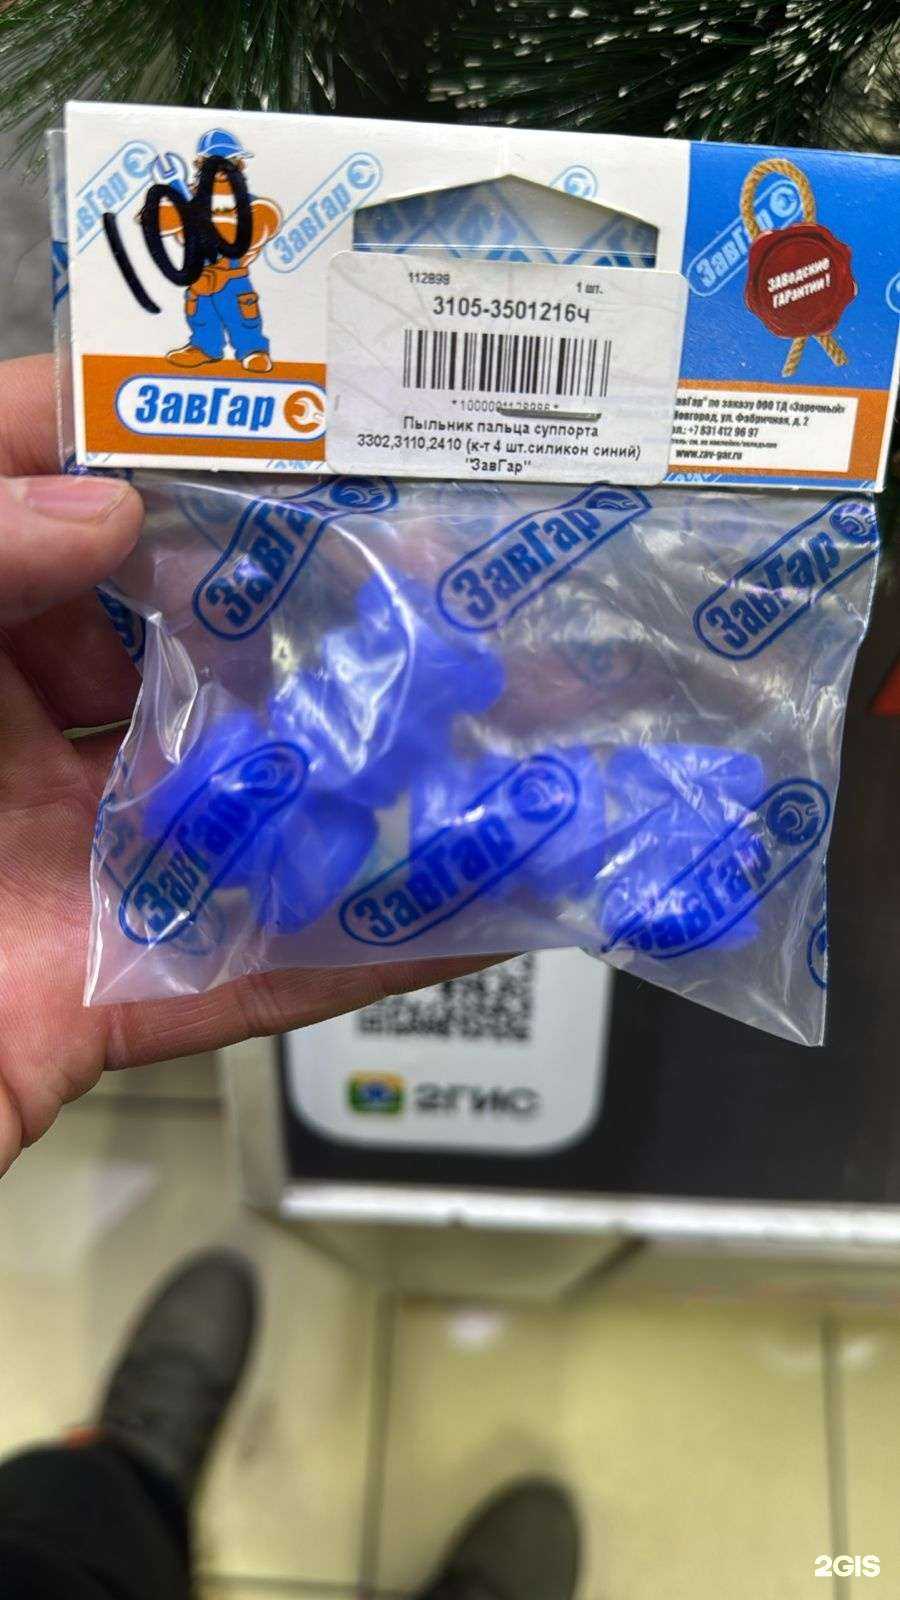 100
ЗавГар
ЗавГар
ЗавГар
ЗавГар
ЗАВодские
ГАРантии!
112898
1 шт.
3105-3501216ч
Пыльник пальца суппорта
3302,3110,2410 (к-т 4 шт.силикон синий)
"ЗавГар"
по заказу ООО ТД «Заречный»
Новгород, ул. Фабричная, д. 2
+7 831 412 96 97
www.zav-gar.ru
ЗавГар
ЗавГар
ЗавГар
ЗавГар
ЗавГар
ЗавГар
2ГИС
2GIS